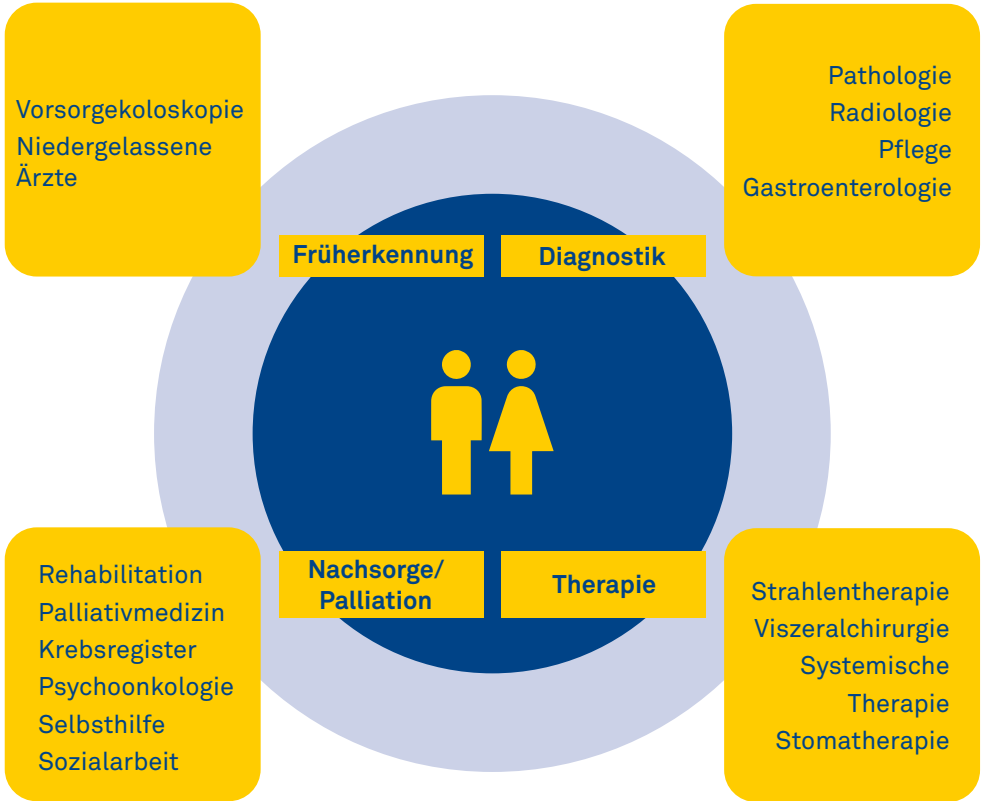 Vorsorgekoloskopie
Niedergelassene
Ärzte
Pathologie
Radiologie
Pflege
Gastroenterologie
Früherkennung
Diagnostik
Nachsorge/
Palliation
Therapie
Rehabilitation
Palliativmedizin
Krebsregister
Psychoonkologie
Selbsthilfe
Sozialarbeit
Strahlentherapie
Viszeralchirurgie
Systemische
Therapie
Stomatherapie